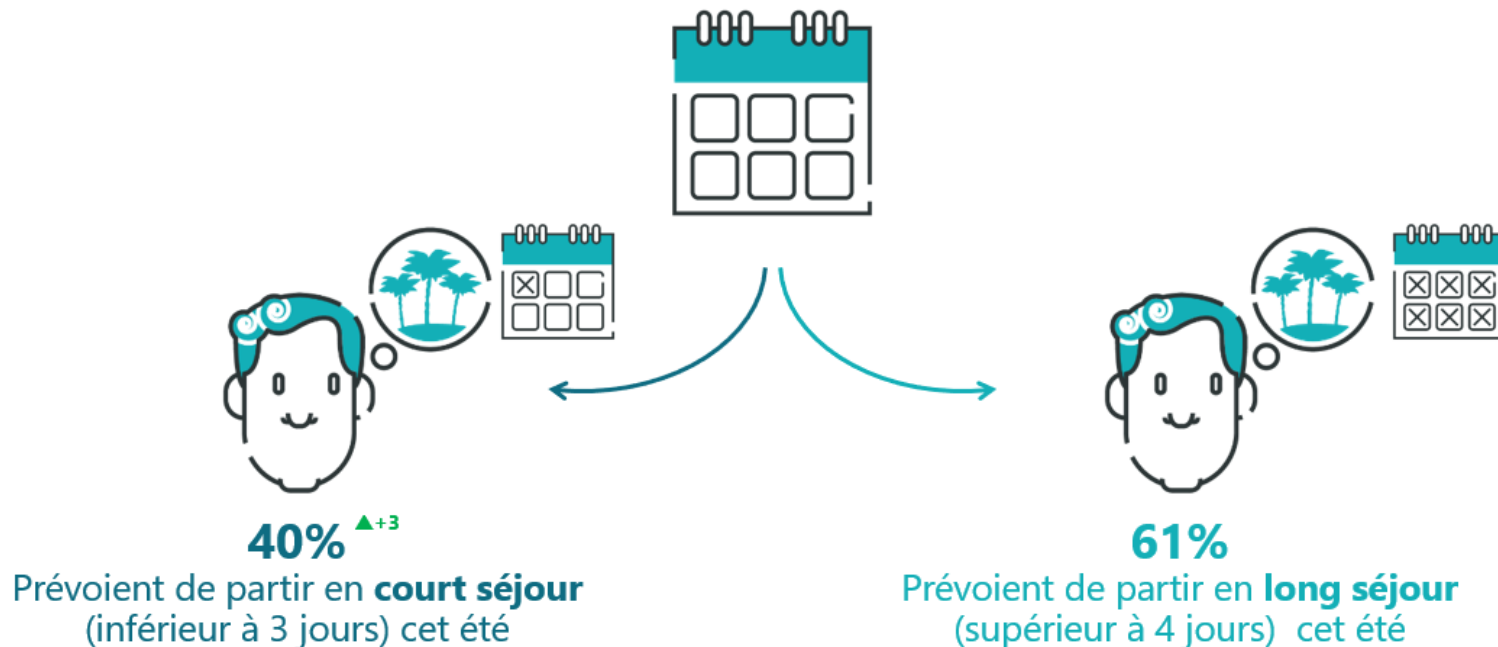 40% ▲+3
Prévoient de partir en court séjour
(inférieur à 3 jours) cet été
61%
Prévoient de partir en long séjour
(supérieur à 4 jours)  cet été